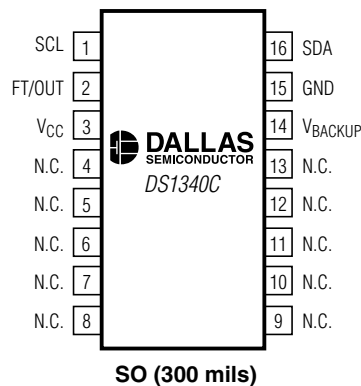 SCL 1 16 SDA
FT/OUT 2 15 GND
VCC 3 14 VBACKUP
N.C. 4 DALLAS 13 N.C.
SEMICONDUCTOR
DS1340C
N.C. 5 12 N.C.
N.C. 6 11 N.C.
N.C. 7 10 N.C.
N.C. 8 9 N.C.
SO (300 mils)